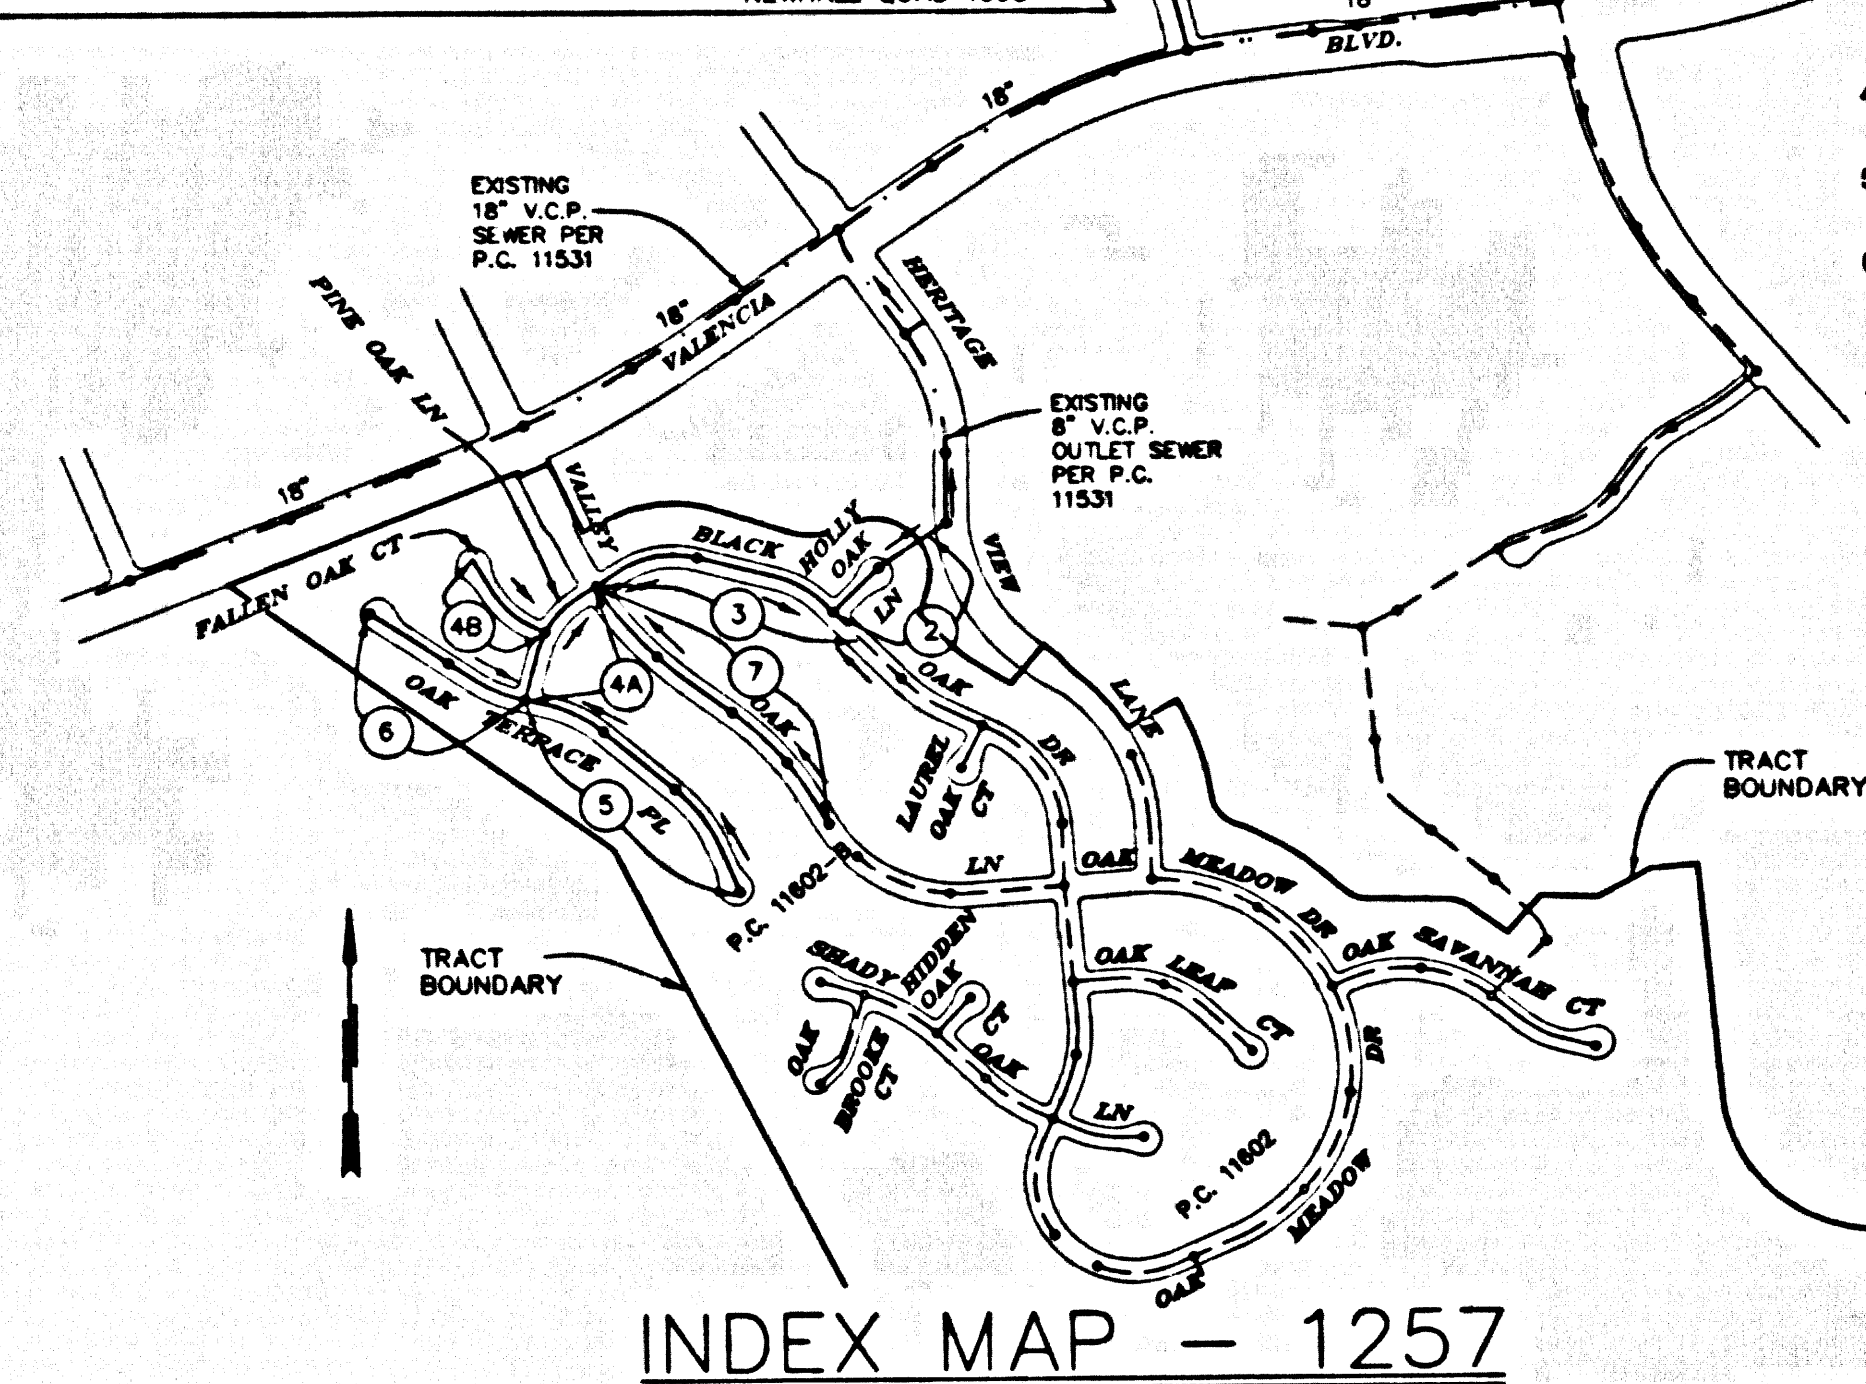 18"
BLVD.
18"
EXISTING
18" V.C.P.
SEWER PER
P.C. 11531
PINE OAK LN
18"
VALENCIA
HERITAGE
VIEW
LANE
EXISTING
8" V.C.P.
OUTLET SEWER
PER P.C.
11531
18"
VALLEY
BLACK
HOLLY
OAK
LN
FALLEN OAK CT
4B
3
2
7
4A
6
5
OAK
TERRACE
PL
OAK
OAK
DR
LAUREL
OAK
CT
TRACT
BOUNDARY
LN
OAK
MEADOW
DR
P.C. 11602
TRACT
BOUNDARY
SHADY
HIDDEN
OAK
CT
OAK
LEAF
CT
OAK
SAVANNAH
CT
OAK
BROOKE
CT
OAK
LN
DR
P.C. 11602
MEADOW
OAK
INDEX MAP – 1257